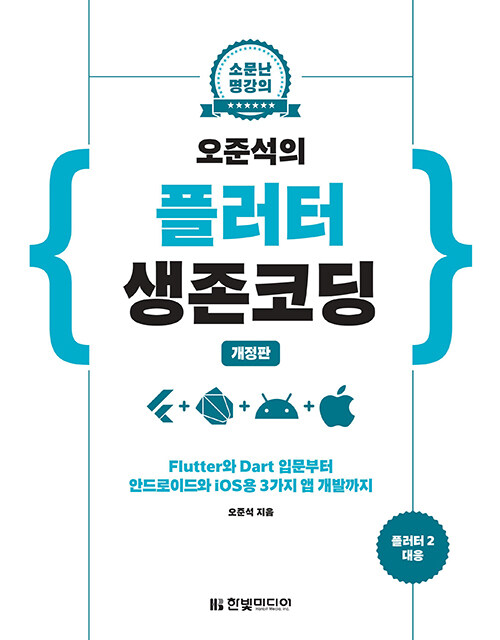 소문난
명강의
오준석의
플러터
생존코딩
개정판
Flutter와 Dart 입문부터
안드로이드와 iOS용 3가지 앱 개발까지
오준석 지음
플러터 2
대응
한빛미디어
Hanbit Media, Inc.